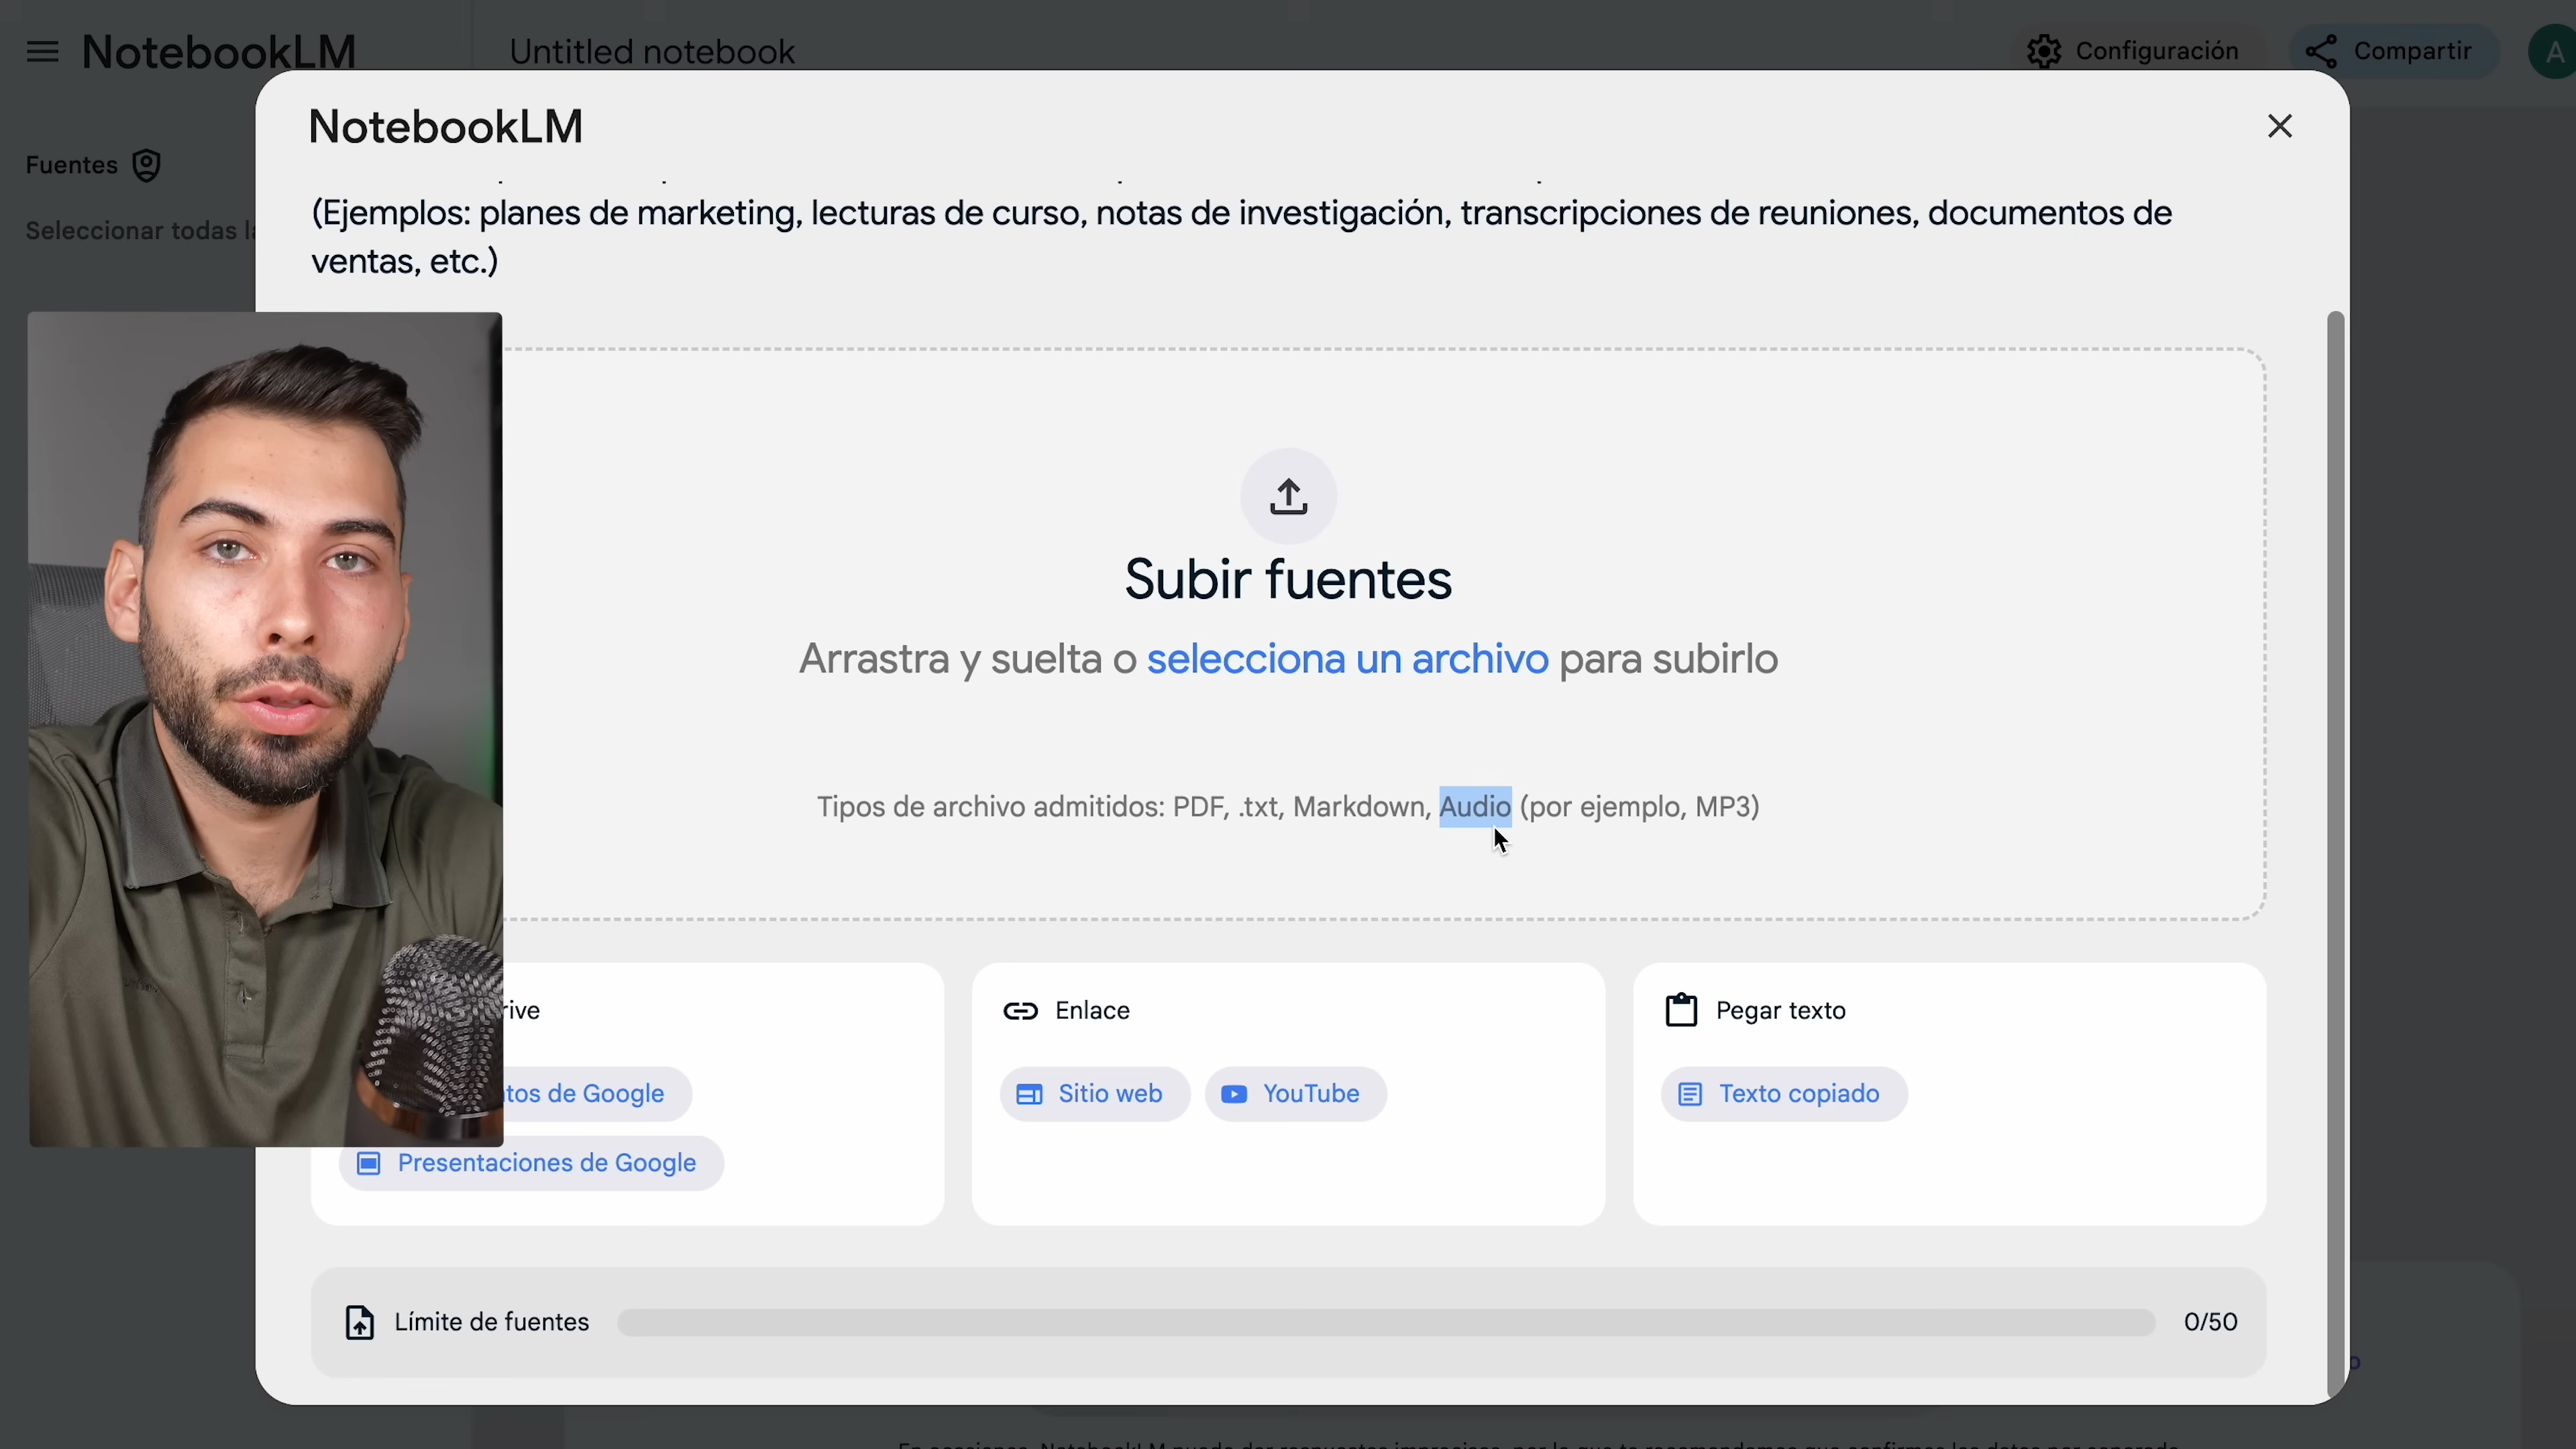 NotebookLM
Untitled notebook
Configuración
Compartir
A
NotebookLM
Fuentes
Seleccionar todas
(Ejemplos: planes de marketing, lecturas de curso, notas de investigación, transcripciones de reuniones, documentos de
ventas, etc.)
Subir fuentes
Arrastra y suelta o selecciona un archivo para subirlo
Tipos de archivo admitidos: PDF, .txt, Markdown, Audio (por ejemplo, MP3)
rive
Enlace
Pegar texto
tos de Google
Sitio web
YouTube
Texto copiado
Presentaciones de Google
Límite de fuentes
0/50